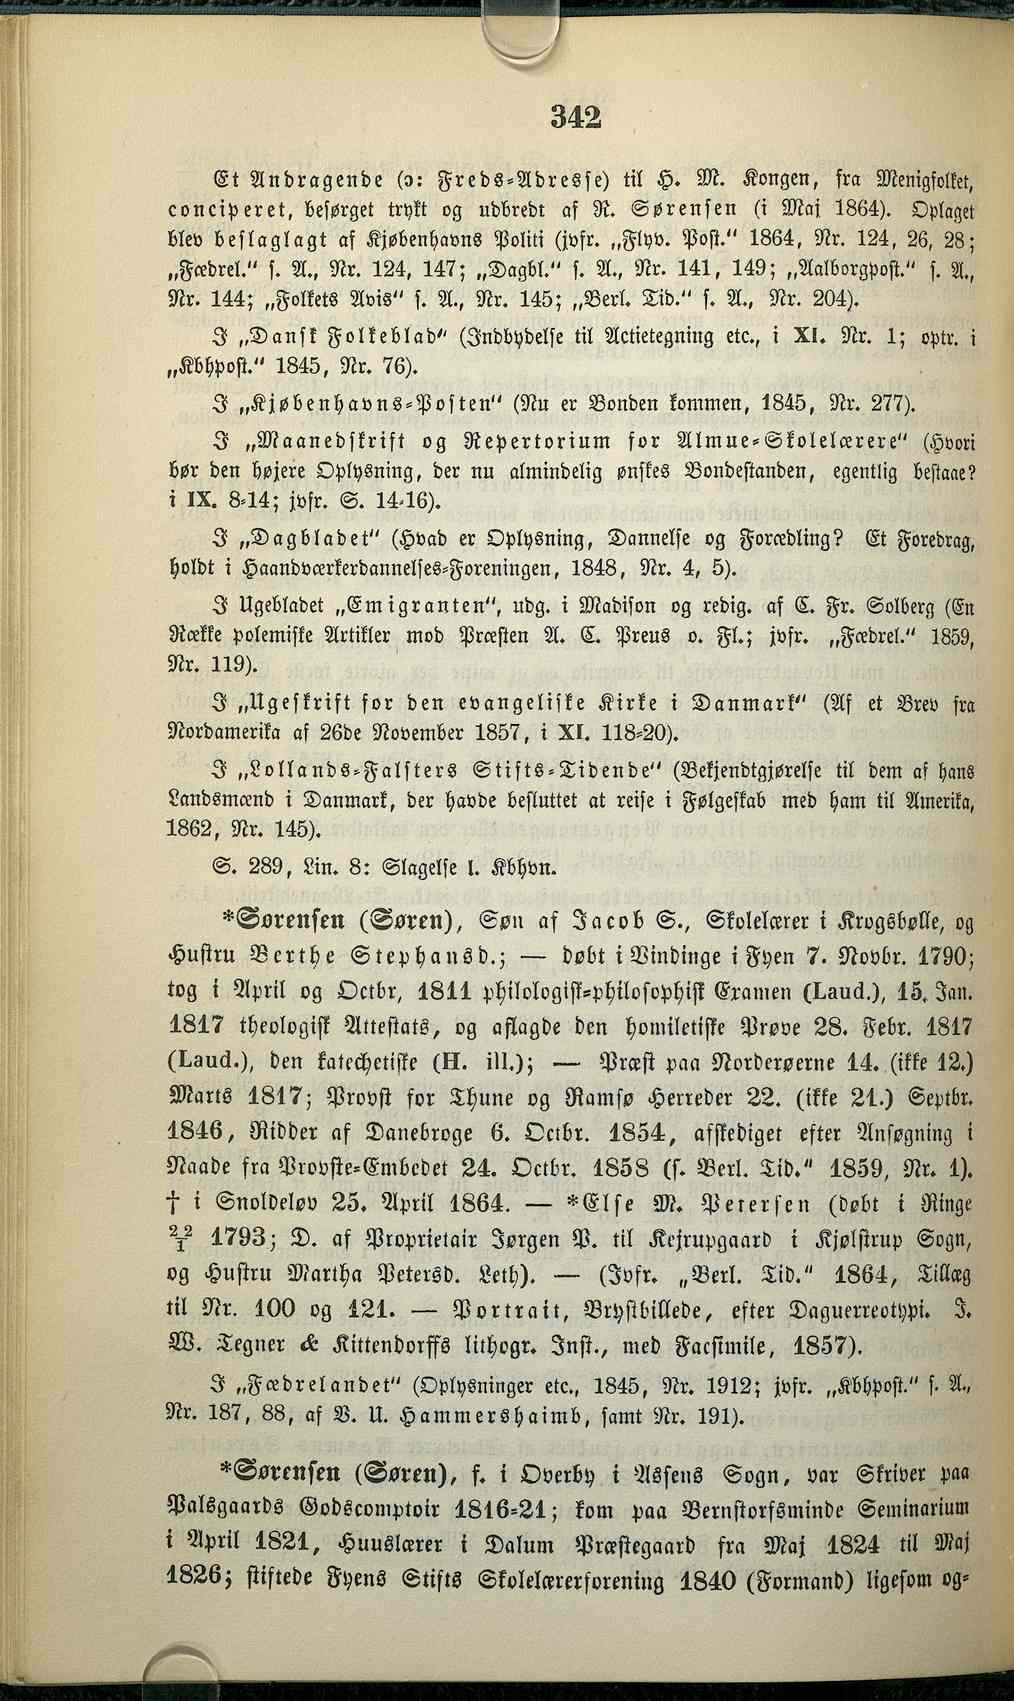 342
Et Andragende (ɔ: Freds-Adresse) til H. M. Kongen, fra Menigfolket,
conciperet, besørget trykt og udbredt af R. Sørensen (i Maj 1864). Oplaget
blev beslaglagt af Kjøbenhavns Politi (jvfr. „Flyv. Post.“ 1864, Nr. 124, 26, 28;
„Fædrel.“ s. A., Nr. 124, 147; „Dagbl.“ s. A., Nr. 141, 149; „Aalborgpost.“ s. A.,
Nr. 144; „Folkets Avis“ s. A., Nr. 145; „Berl. Tid.“ s. A., Nr. 204).
I „Dansk Folkeblad“ (Indbydelse til Actietegning etc., i XI. Nr. 1; optr. i
„Kbhpost.“ 1845, Nr. 76).
I „Kjøbenhavns-Posten“ (Nu er Bonden kommen, 1845, Nr. 277).
I „Maanedskrift og Repertorium for Almue-Skolelærere“ (Hvori
bør den højere Oplysning, der nu almindelig ønskes Bondestanden, egentlig bestaae?
i IX. 8-14; jvfr. S. 14-16).
I „Dagbladet“ (Hvad er Oplysning, Dannelse og Forædling? Et Foredrag,
holdt i Haandværkerdannelses-Foreningen, 1848, Nr. 4, 5).
I Ugebladet „Emigranten“, udg. i Madison og redig. af C. Fr. Solberg (En
Række polemiske Artikler mod Præsten A. C. Preus o. Fl.; jvfr. „Fædrel.“ 1859,
Nr. 119).
I „Ugeskrift for den evangeliske Kirke i Danmark“ (Af et Brev fra
Nordamerika af 26de November 1857, i XI. 118-20).
I „Lollands-Falsters Stifts-Tidende“ (Bekjendtgjørelse til dem af hans
Landsmænd i Danmark, der havde besluttet at reise i Følgeskab med ham til Amerika,
1862, Nr. 145).
S. 289, Lin. 8: Slagelse l. Kbhvn.
*Sørensen (Søren), Søn af Jacob S., Skolelærer i Krogsbølle, og
Hustru Berthe Stephansd.; — døbt i Vindinge i Fyen 7. Novbr. 1790;
tog i April og Octbr, 1811 philologisk-philosophisk Examen (Laud.), 15. Jan.
1817 theologisk Attestats, og aflagde den homiletiske Prøve 28. Febr. 1817
(Laud.), den katechetiske (H. ill.); — Præst paa Norderøerne 14. (ikke 12.)
Marts 1817; Provst for Thune og Ramsø Herreder 22. (ikke 21.) Septbr.
1846, Ridder af Danebroge 6. Octbr. 1854, afskediget efter Ansøgning i
Naade fra Provste-Embedet 24. Octbr. 1858 (s. Berl. Tid.“ 1859, Nr. 1).
† i Snoldeløv 25. April 1864. — *Else M. Petersen (døbt i Ringe
22/1 1793; D. af Proprietair Jørgen P. til Kejrupgaard i Kjølstrup Sogn,
og Hustru Martha Petersd. Leth). — (Jvfr. „Berl. Tid.“ 1864, Tillæg
til Nr. 100 og 121. — Portrait, Brystbillede, efter Daguerreotypi. J.
W. Tegner & Kittendorffs lithogr. Inst., med Facsimile, 1857).
I „Fædrelandet“ (Oplysninger etc., 1845, Nr. 1912; jvfr. „Kbhpost.“ s. A.,
Nr. 187, 88, af V. U. Hammershaimb, samt Nr. 191).
*Sørensen (Søren), f. i Overby i Assens Sogn, var Skriver paa
Palsgaards Godscomptoir 1816-21; kom paa Bernstorfsminde Seminarium
i April 1821, Huuslærer i Dalum Præstegaard fra Maj 1824 til Maj
1826; stiftede Fyens Stifts Skolelærerforening 1840 (Formand) ligesom og-